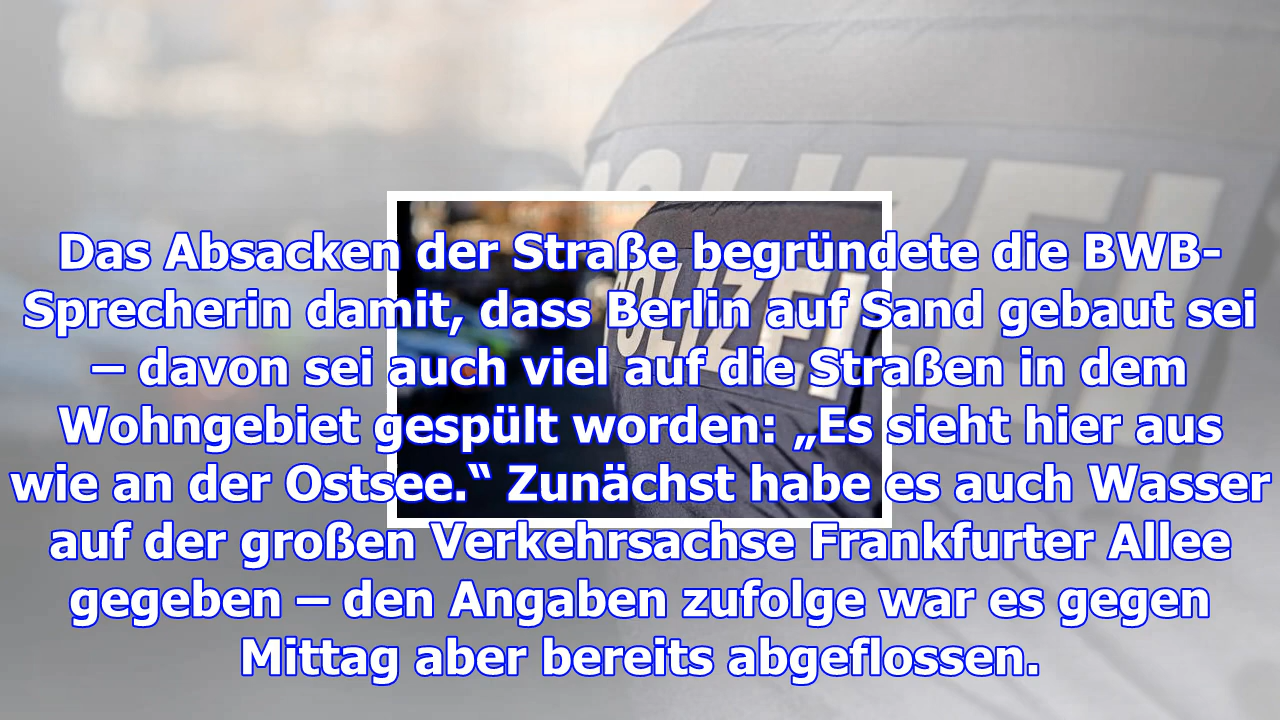 POLIZEI
POLIZEI
Das Absacken der Straße begründete die BWB-
Sprecherin damit, dass Berlin auf Sand gebaut sei
– davon sei auch viel auf die Straßen in dem
Wohngebiet gespült worden: „Es sieht hier aus
wie an der Ostsee.“ Zunächst habe es auch Wasser
auf der großen Verkehrsachse Frankfurter Allee
gegeben – den Angaben zufolge war es gegen
Mittag aber bereits abgeflossen.